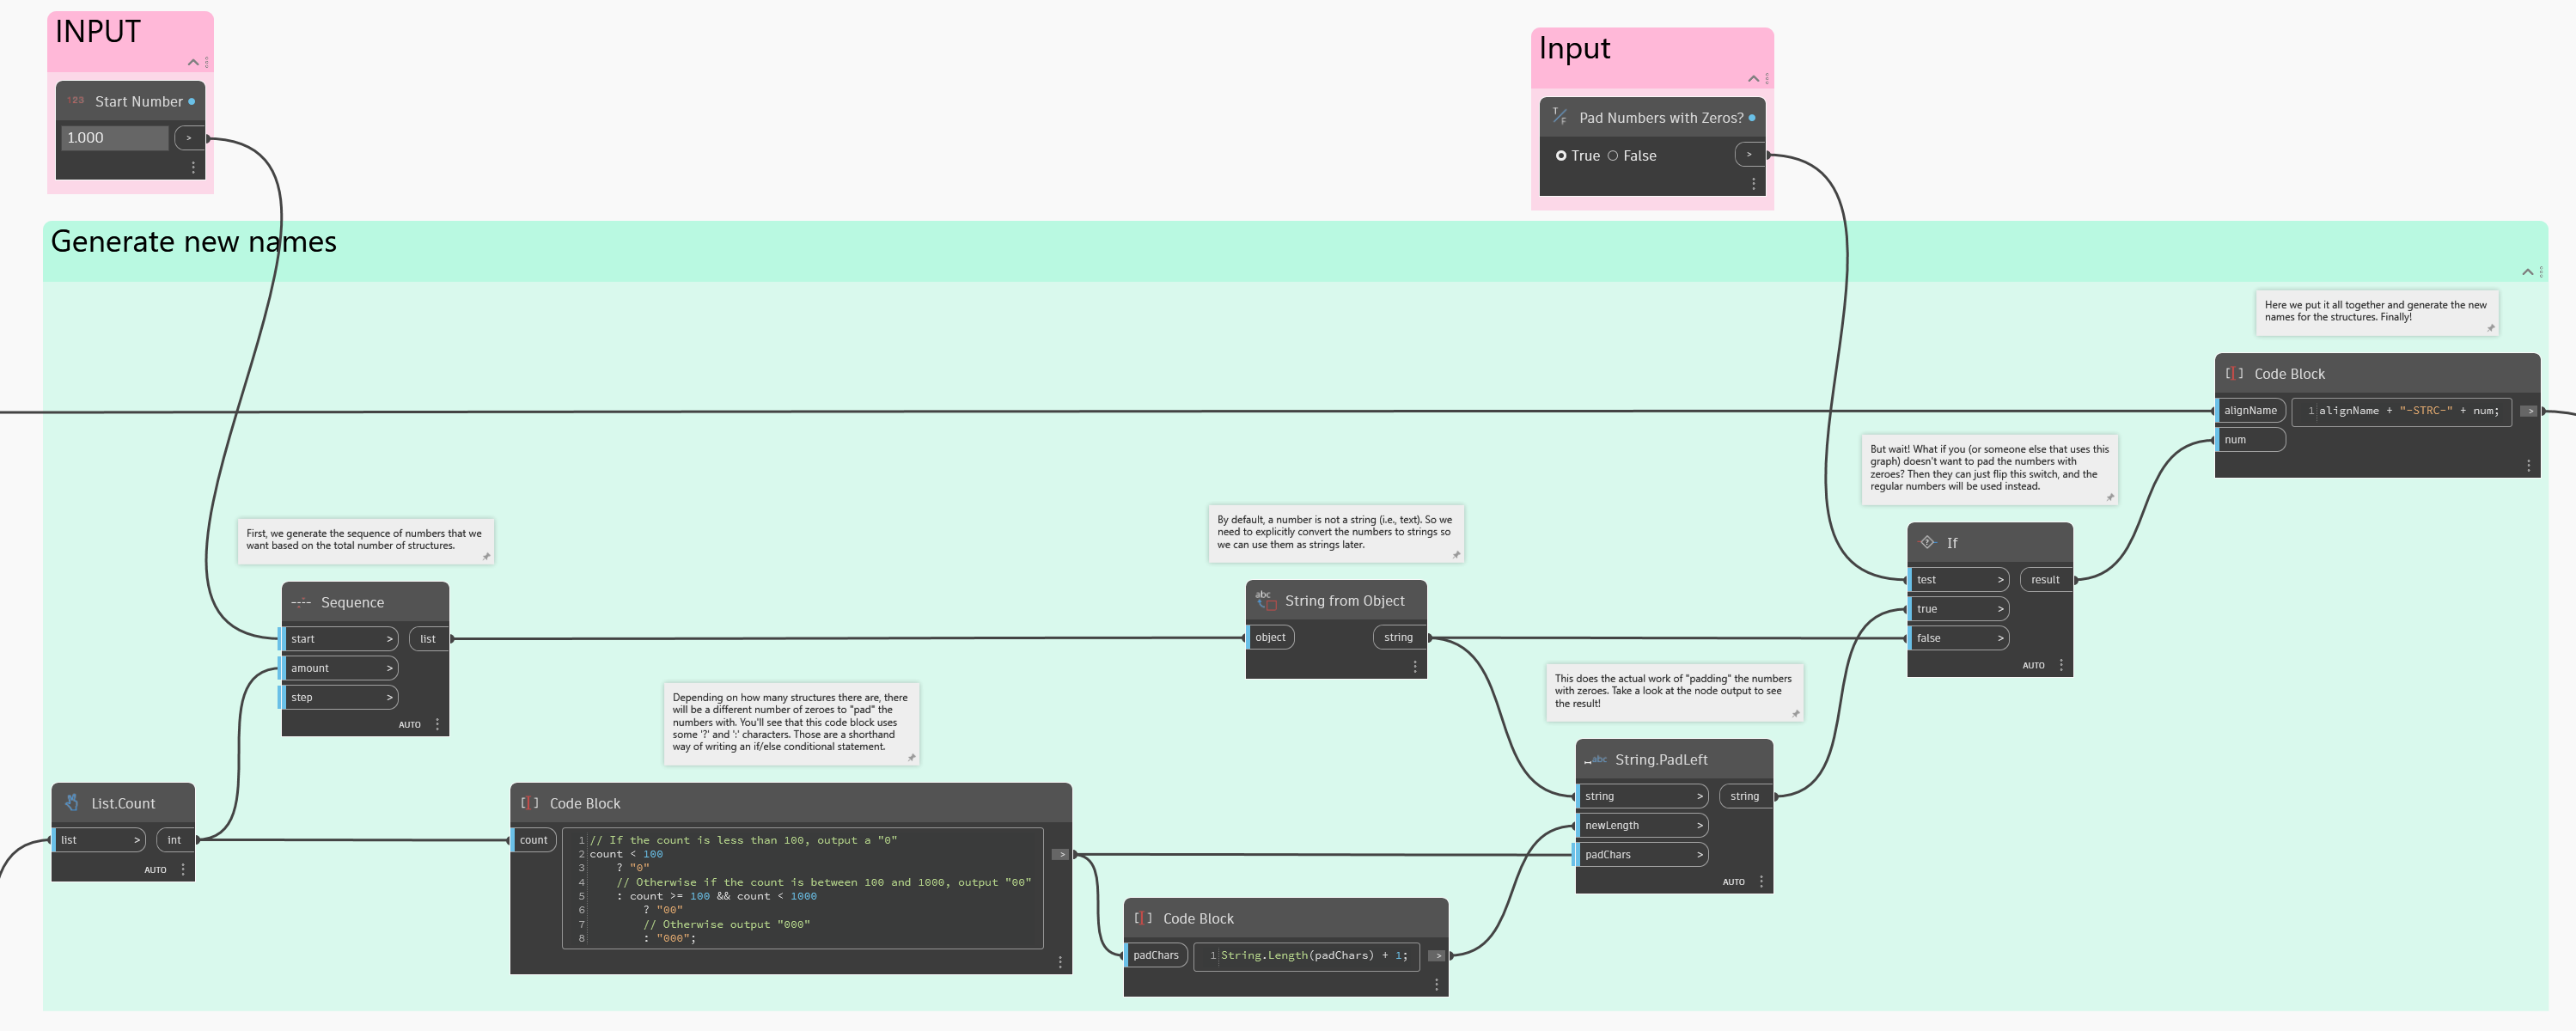 INPUT
123 Start Number
1.000
>
Input
T/F Pad Numbers with Zeros?
True False
>
Generate new names
Here we put it all together and generate the new
names for the structures. Finally!
[I] Code Block
alignName
1 alignName + "-STRC-" + num;
>
num
But wait! What if you (or someone else that uses this
graph) doesn't want to pad the numbers with
zeroes? Then they can just flip this switch, and the
regular numbers will be used instead.
If
test >
result
true >
false >
AUTO
First, we generate the sequence of numbers that we
want based on the total number of structures.
Sequence
start >
list
amount >
step >
AUTO
By default, a number is not a string (i.e., text). So we
need to explicitly convert the numbers to strings so
we can use them as strings later.
abc String from Object
object
string
This does the actual work of "padding" the numbers
with zeroes. Take a look at the node output to see
the result!
abc String.PadLeft
string >
string
newLength >
padChars >
AUTO
Depending on how many structures there are, there
will be a different number of zeroes to "pad" the
numbers with. You'll see that this code block uses
some '?' and ':' characters. Those are a shorthand
way of writing an if/else conditional statement.
List.Count
list >
int
AUTO
[I] Code Block
count
1 // If the count is less than 100, output a "0"
2 count < 100
3 ? "0"
4 // Otherwise if the count is between 100 and 1000, output "00"
5 : count >= 100 && count < 1000
6 ? "00"
7 // Otherwise output "000"
8 : "000";
>
[I] Code Block
padChars
1 String.Length(padChars) + 1;
>